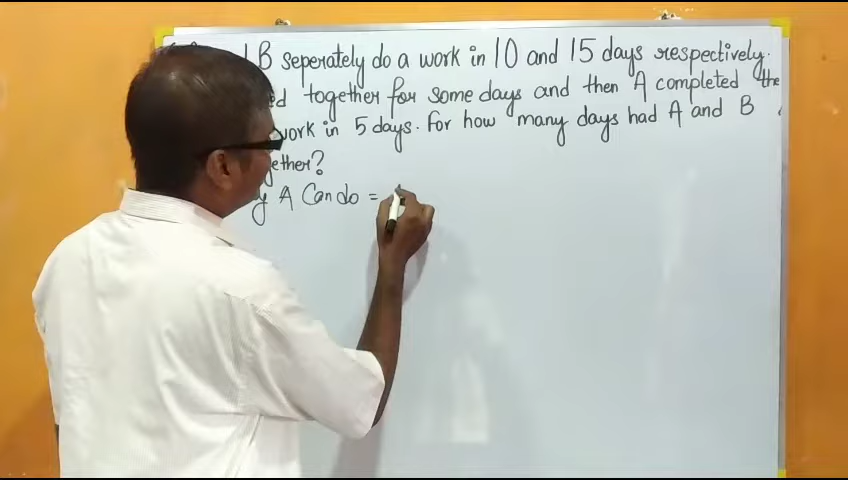 B seperately do a work in 10 and 15 days respectively.
together for some days and then A completed the
work in 5 days. For how many days had A and B
A Can do =